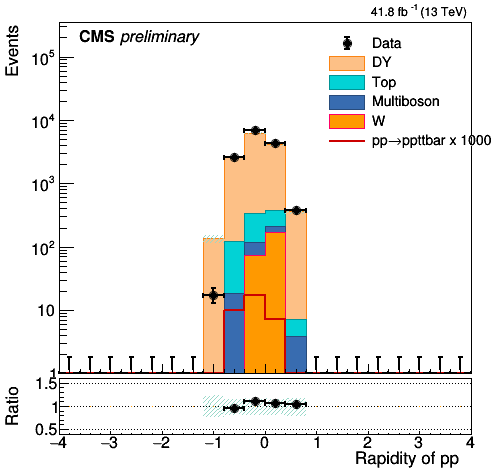 41.8 fb⁻¹ (13 TeV)
CMS preliminary
Events
Data
DY
Top
Multiboson
W
pp→ppttbar x 1000
10⁵
10⁴
10³
10²
10
1
Ratio
1.5
1
0.5
−4 −3 −2 −1 0 1 2 3 4
Rapidity of pp